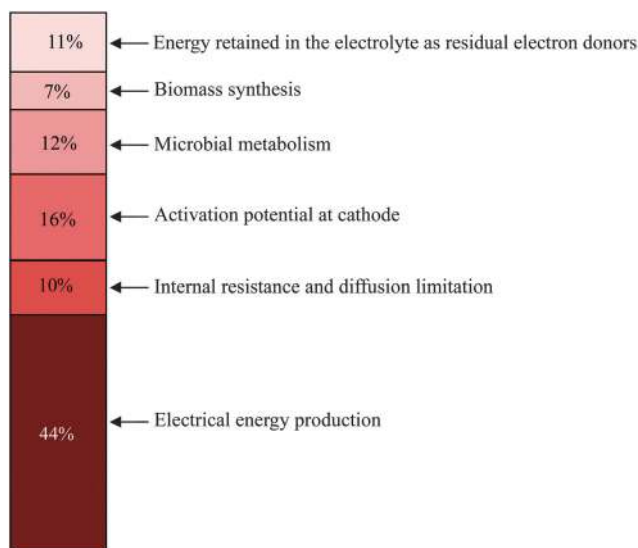 11% Energy retained in the electrolyte as residual electron donors
7% Biomass synthesis
12% Microbial metabolism
16% Activation potential at cathode
10% Internal resistance and diffusion limitation
44% Electrical energy production